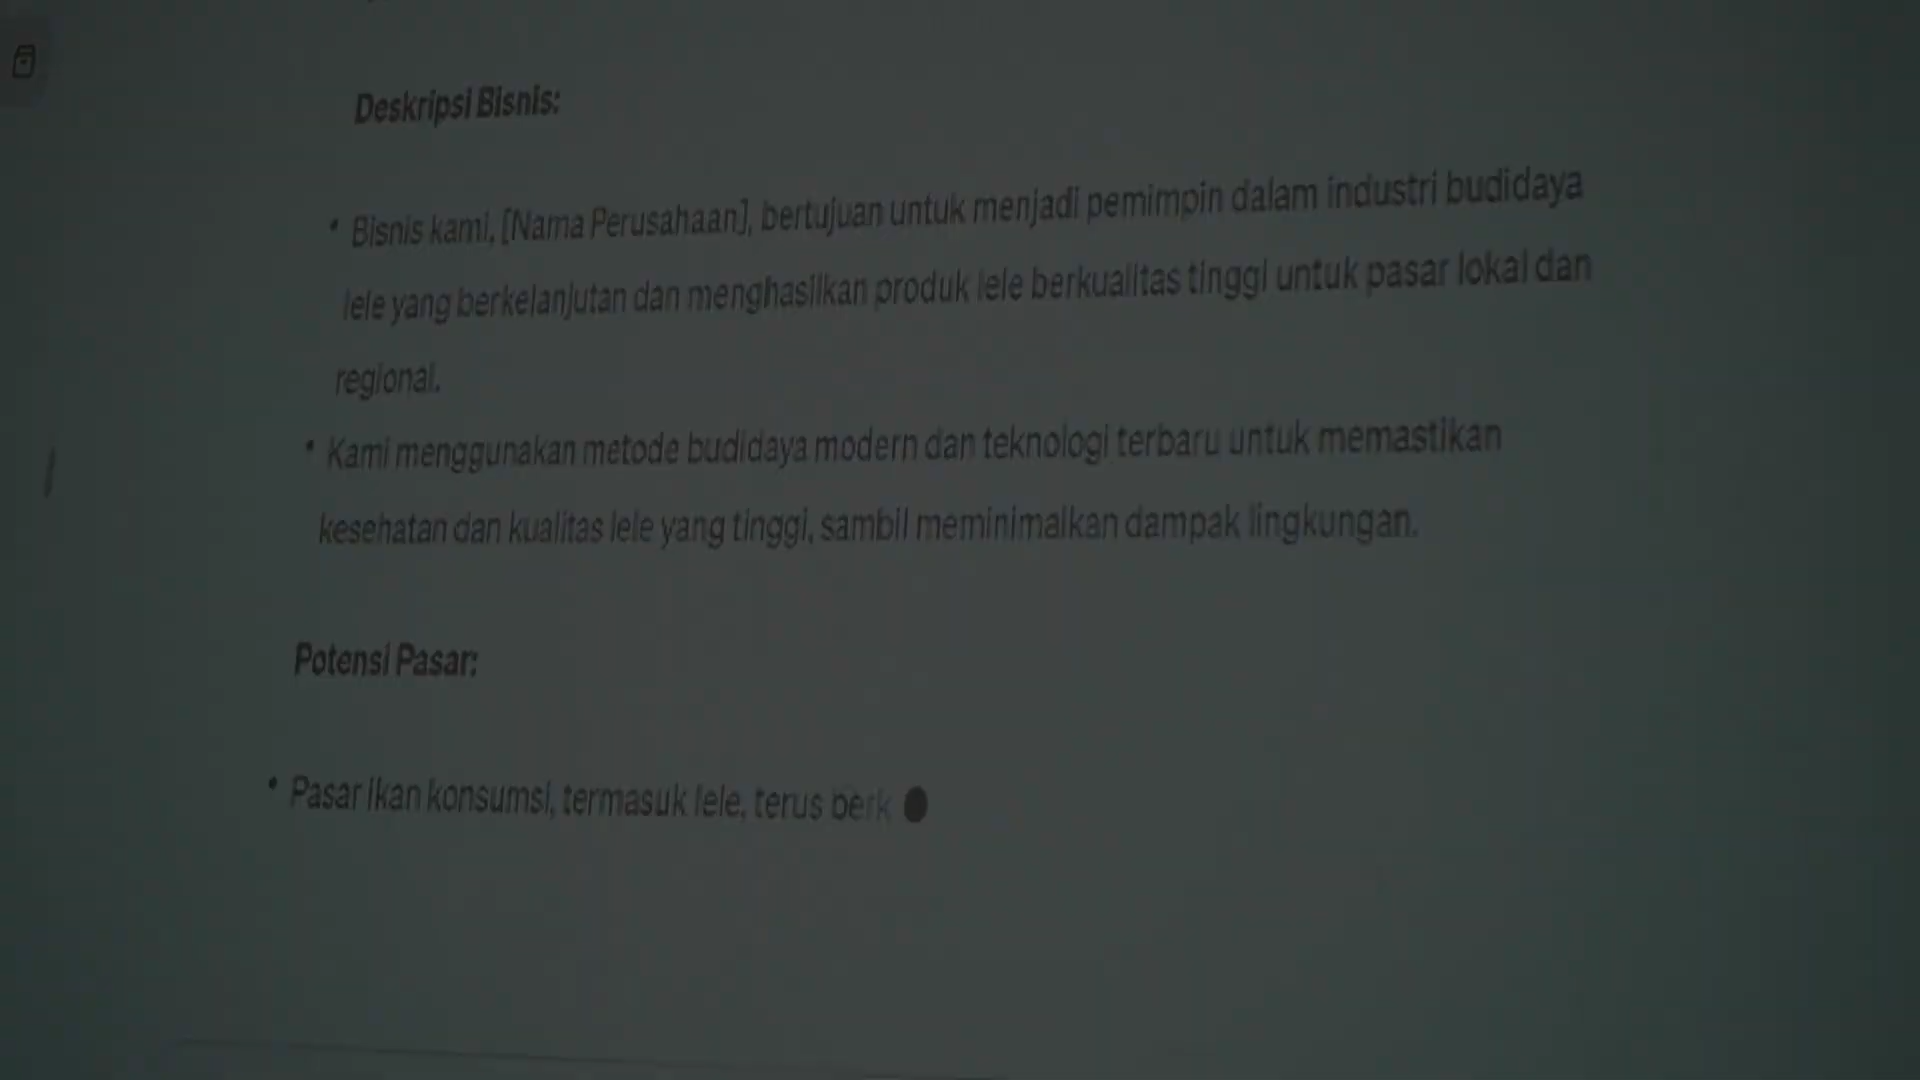 Deskripsi Bisnis:
• Bisnis kami, [Nama Perusahaan], bertujuan untuk menjadi pemimpin dalam industri budidaya
lele yang berkelanjutan dan menghasilkan produk lele berkualitas tinggi untuk pasar lokal dan
regional.
• Kami menggunakan metode budidaya modern dan teknologi terbaru untuk memastikan
kesehatan dan kualitas lele yang tinggi, sambil meminimalkan dampak lingkungan.
Potensi Pasar:
• Pasar ikan konsumsi, termasuk lele, terus berk